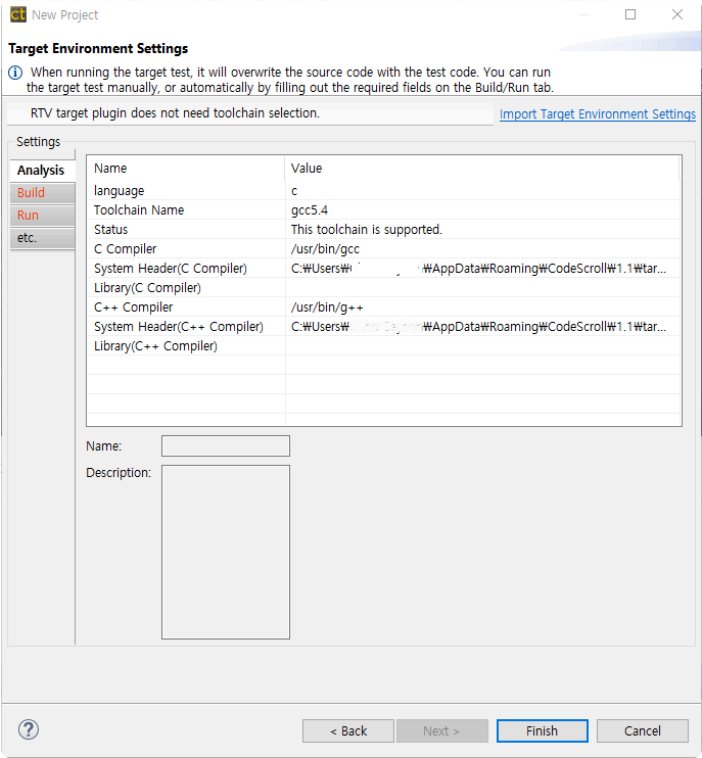 ct New Project
Target Environment Settings
When running the target test, it will overwrite the source code with the test code. You can run
the target test manually, or automatically by filling out the required fields on the Build/Run tab.
RTV target plugin does not need toolchain selection. Import Target Environment Settings
Settings
Analysis
Build
Run
etc.
Name Value
language c
Toolchain Name gcc5.4
Status This toolchain is supported.
C Compiler /usr/bin/gcc
System Header(C Compiler) C:₩Users₩ ₩AppData₩Roaming₩CodeScroll₩1.1₩tar...
Library(C Compiler)
C++ Compiler /usr/bin/g++
System Header(C++ Compiler) C:₩Users₩ ₩AppData₩Roaming₩CodeScroll₩1.1₩tar...
Library(C++ Compiler)
Name:
Description:
? < Back Next > Finish Cancel